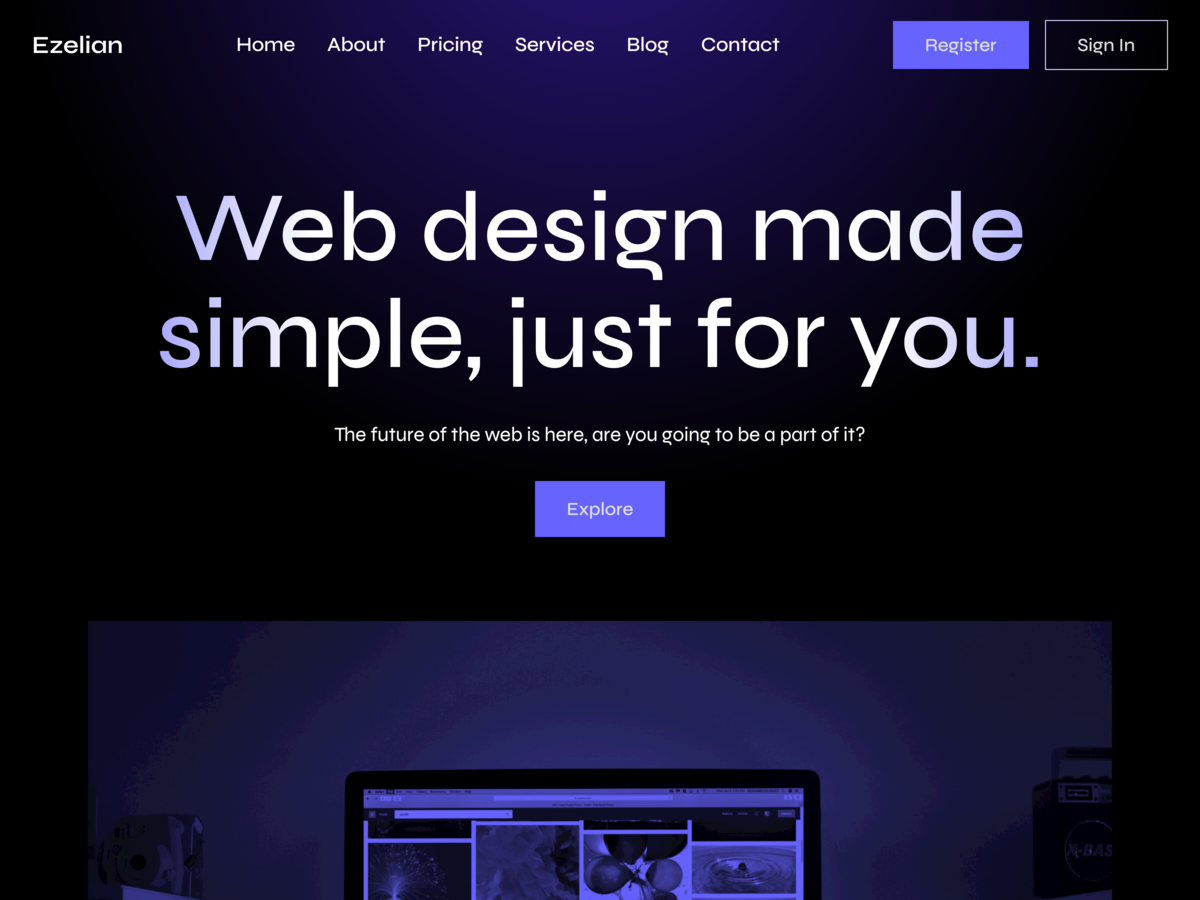 Ezelian
Home About Pricing Services Blog Contact
Register
Sign In
Web design made
simple, just for you.
The future of the web is here, are you going to be a part of it?
Explore
X-BAS